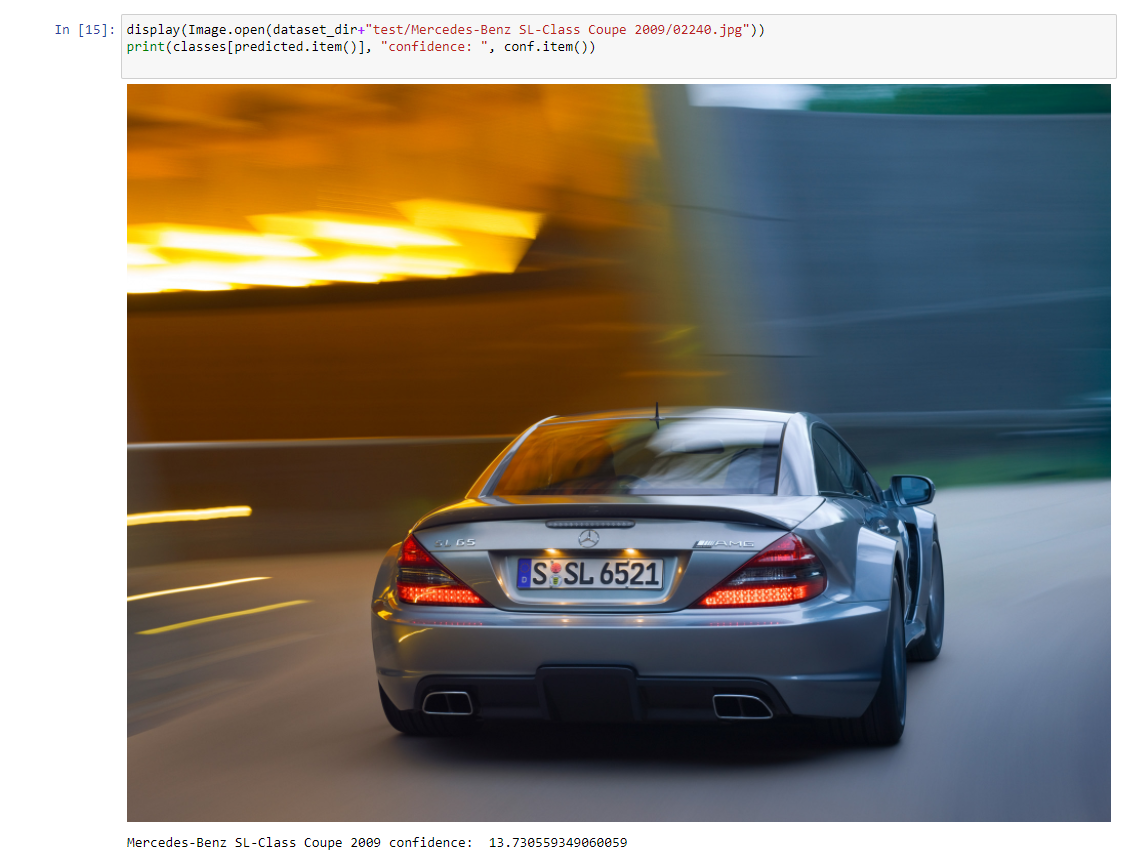 In [15]: display(Image.open(dataset_dir+"test/Mercedes-Benz SL-Class Coupe 2009/02240.jpg"))
print(classes[predicted.item()], "confidence: ", conf.item())
SL 65
AMG
D
S SL 6521
Mercedes-Benz SL-Class Coupe 2009 confidence:  13.730559349060059